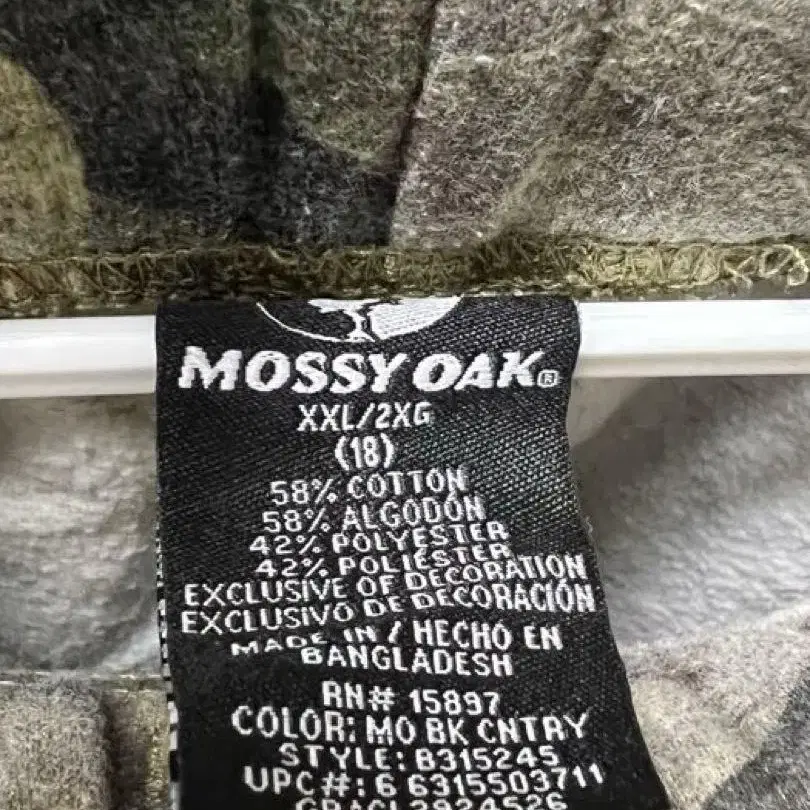 MOSSY OAK®
XXL/2XG
(18)
58% COTTON
58% ALGODÓN
42% POLYESTER
42% POLIÉSTER
EXCLUSIVE OF DECORATION
EXCLUSIVO DE DECORACIÓN
MADE IN / HECHO EN
BANGLADESH
RN# 15897
COLOR: MO BK CNTRY
STYLE: B315245
UPC#: 6 6315503711